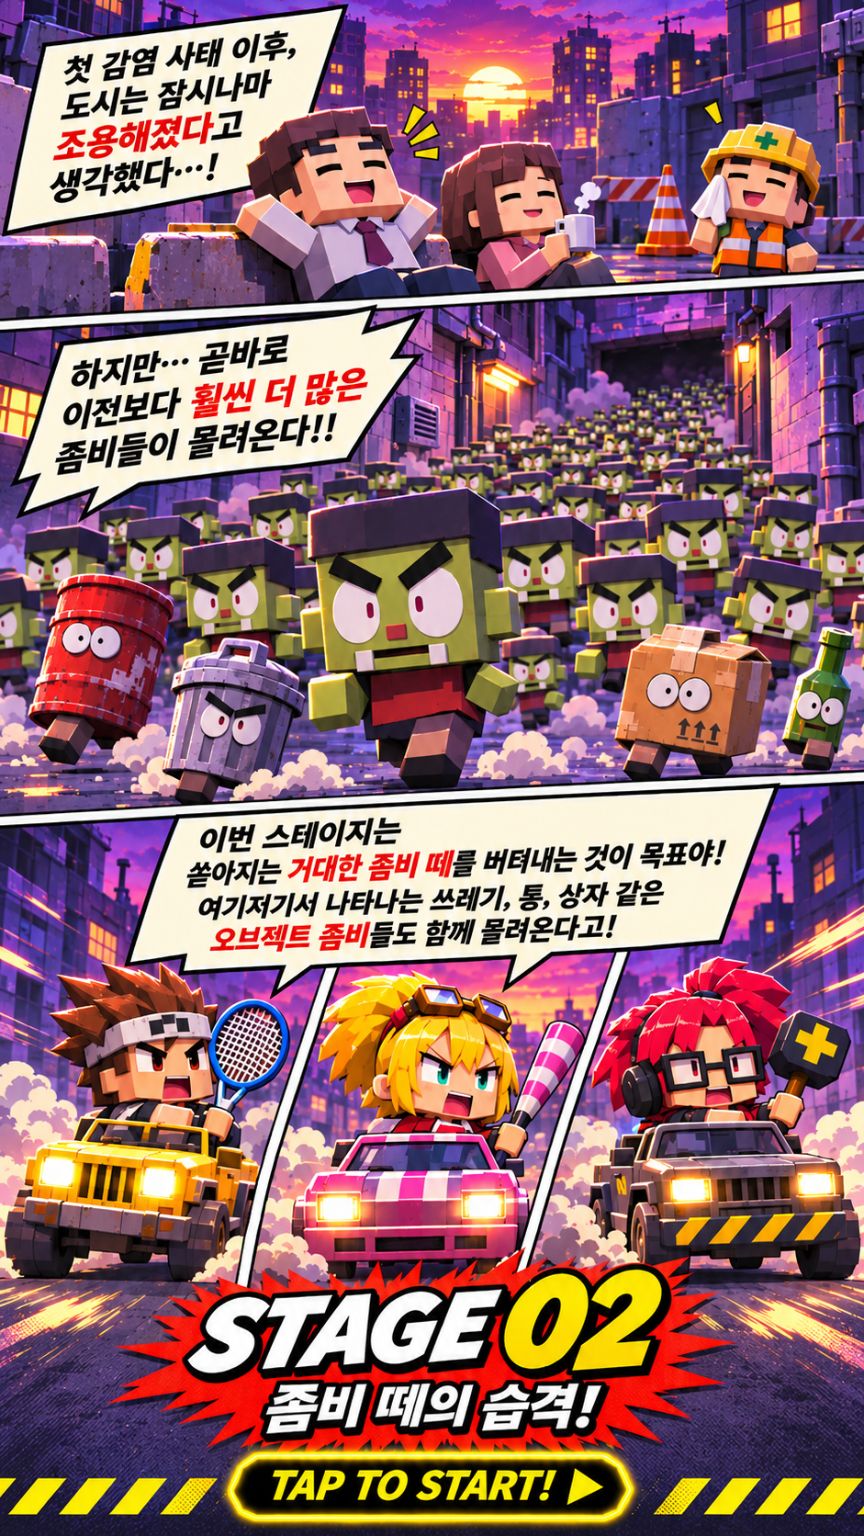 첫 감염 사태 이후,
도시는 잠시나마
조용해졌다고
생각했다…!
하지만… 곧바로
이전보다 훨씬 더 많은
좀비들이 몰려온다!!
이번 스테이지는
쏟아지는 거대한 좀비 떼를 버텨내는 것이 목표야!
여기저기서 나타나는 쓰레기, 통, 상자 같은
오브젝트 좀비들도 함께 몰려온다고!
STAGE 02
좀비 떼의 습격!
TAP TO START! ▶